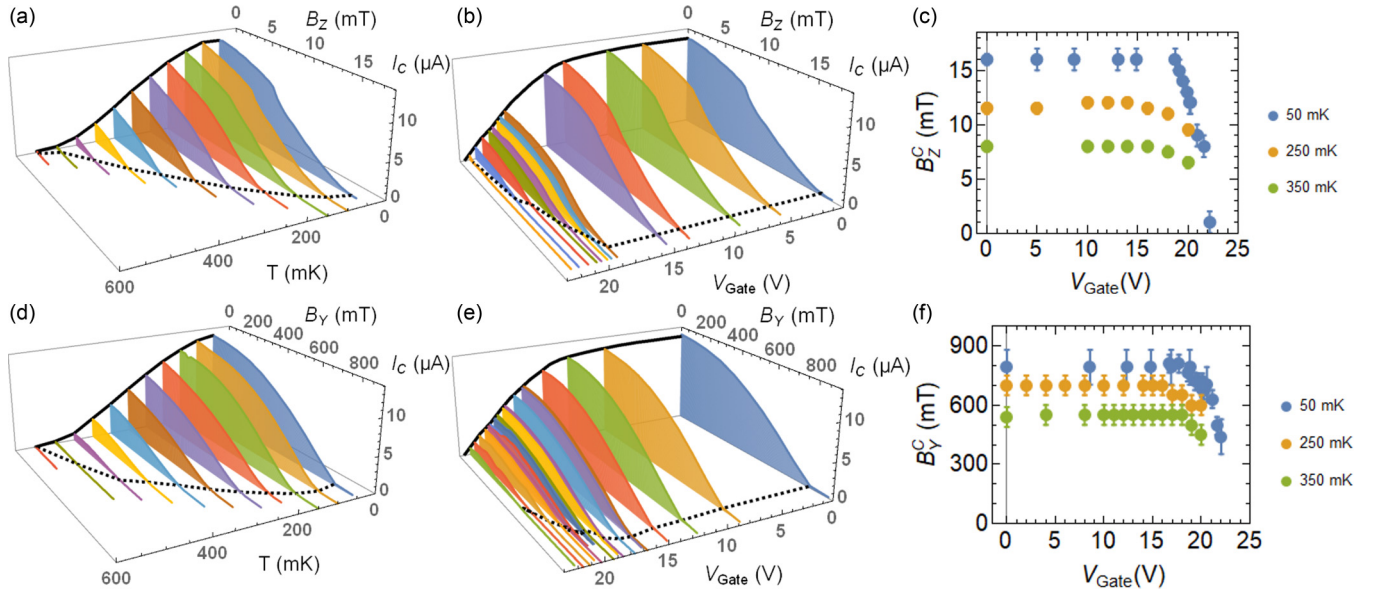 (a)
0
5
10
15
B_Z (mT)
I_C (μA)
10
5
0
0
200
400
600
T (mK)
(b)
0
5
10
15
B_Z (mT)
I_C (μA)
10
5
0
0
5
10
15
20
V_Gate (V)
(c)
15
10
5
0
B_Z^C (mT)
0 5 10 15 20 25
V_Gate(V)
50 mK
250 mK
350 mK
(d)
0
200
400
600
800
B_Y (mT)
I_C (μA)
10
5
0
0
200
400
600
T (mK)
(e)
0
200
400
600
800
B_Y (mT)
I_C (μA)
10
5
0
0
5
10
15
20
V_Gate (V)
(f)
900
600
300
0
B_Y^C (mT)
0 5 10 15 20 25
V_Gate(V)
50 mK
250 mK
350 mK